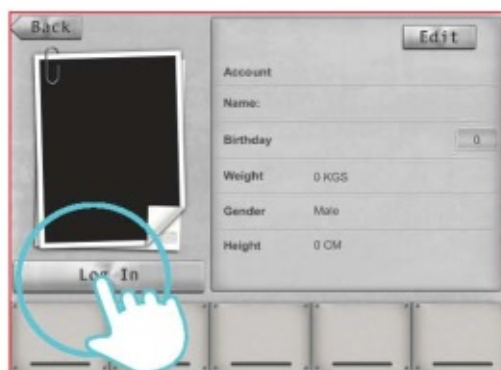 Back
Edit
Account
Name:
Birthday 0
Weight 0 KGS
Gender Male
Height 0 CM
Log In